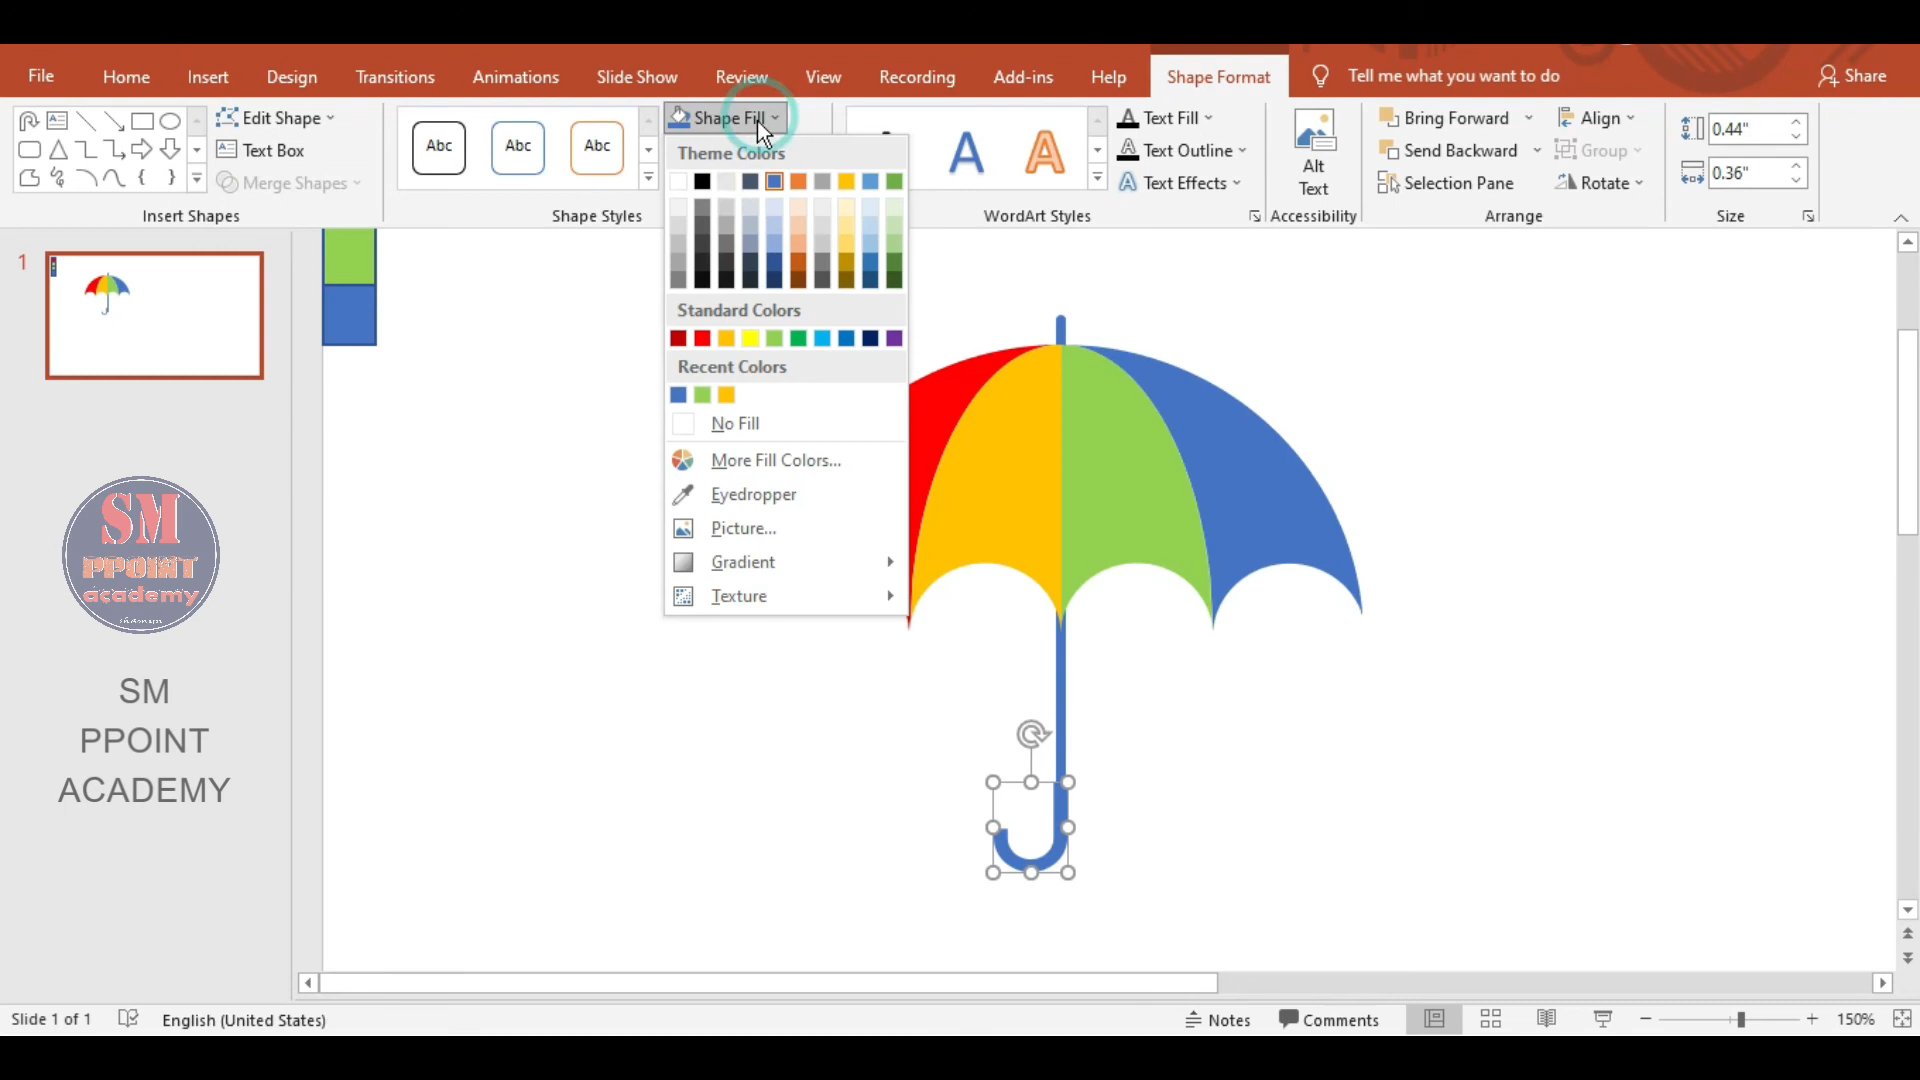 File Home Insert Design Transitions Animations Slide Show Review View Recording Add-ins Help Shape Format Tell me what you want to do Share
Edit Shape
Text Box
Merge Shapes
Insert Shapes
Abc Abc Abc
Shape Styles
Shape Fill
Theme Colors
Standard Colors
Recent Colors
No Fill
More Fill Colors...
Eyedropper
Picture...
Gradient
Texture
A A
WordArt Styles
Text Fill
Text Outline
Text Effects
Alt
Text
Accessibility
Bring Forward
Send Backward
Selection Pane
Align
Group
Rotate
Arrange
0.44"
0.36"
Size
1
SM
PPOINT
academy
SM
PPOINT
ACADEMY
Slide 1 of 1 English (United States) Notes Comments 150%